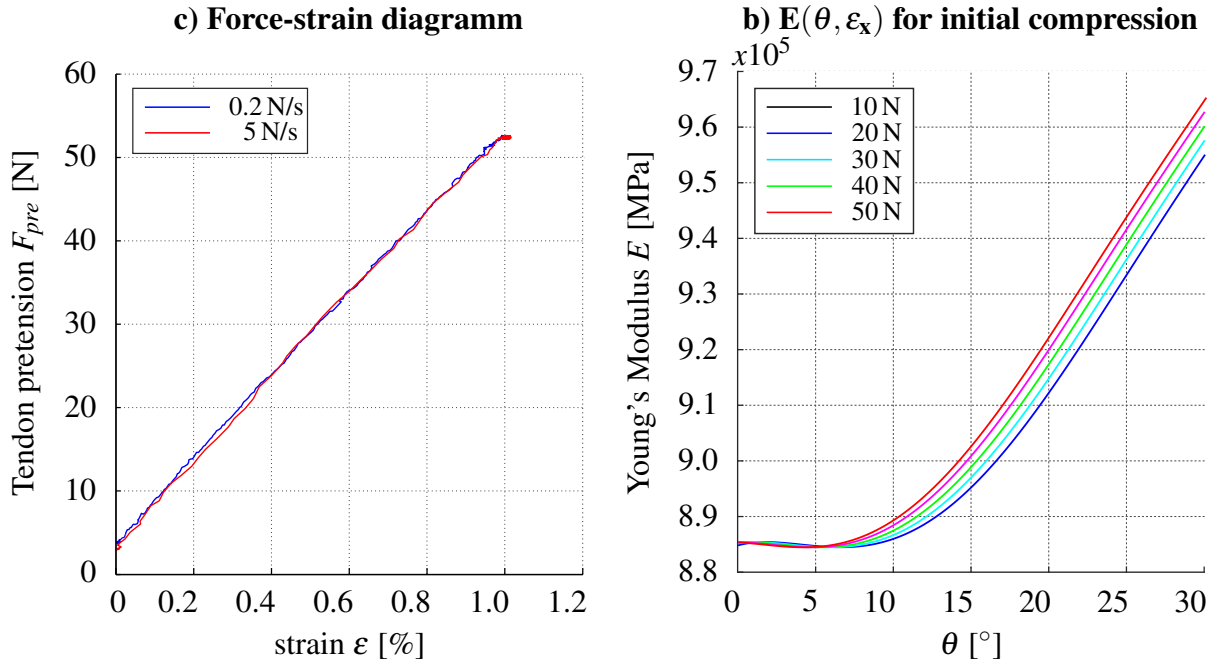 c) Force-strain diagramm
Tendon pretension F_pre [N]
60
50
40
30
20
10
0
0.2 N/s
5 N/s
0 0.2 0.4 0.6 0.8 1.0 1.2
strain ε [%]
b) E(θ, εx) for initial compression
x10^5
Young's Modulus E [MPa]
9.7
9.6
9.5
9.4
9.3
9.2
9.1
9.0
8.9
8.8
10 N
20 N
30 N
40 N
50 N
0 5 10 15 20 25 30
θ [°]